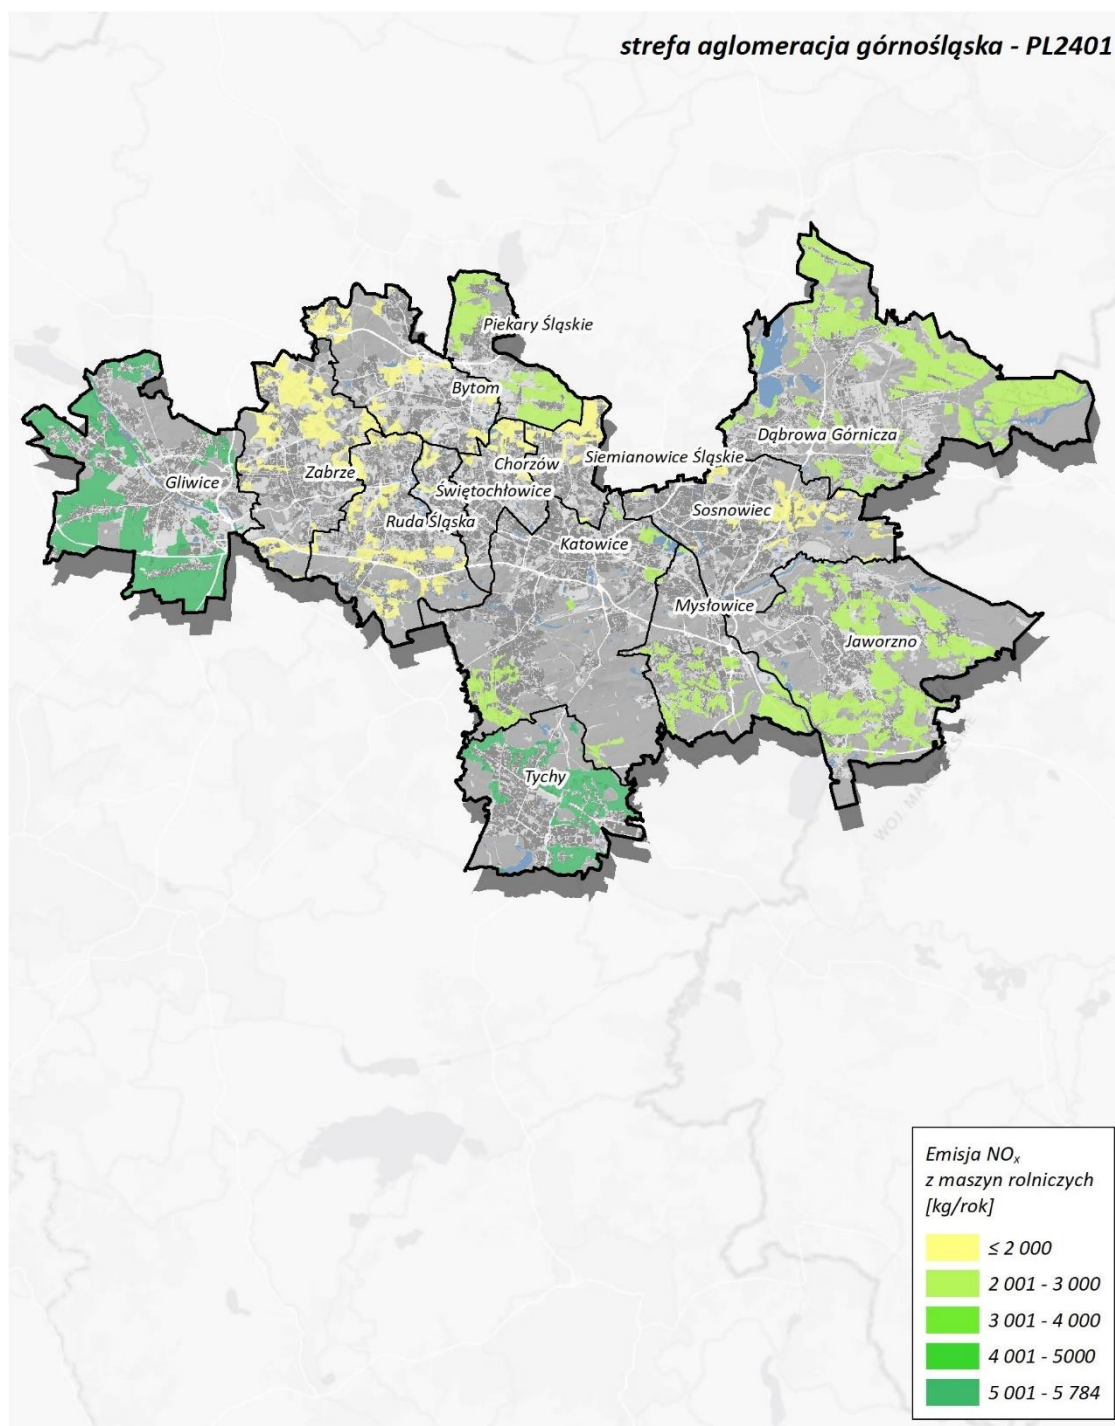 strefa aglomeracja górnośląska - PL2401
Piekary Śląskie
Bytom
Dąbrowa Górnicza
Siemianowice Śląskie
Chorzów
Zabrze
Gliwice
Świętochłowice
Sosnowiec
Ruda Śląska
Katowice
Mysłowice
Jaworzno
Tychy
Emisja NOₓ
z maszyn rolniczych
[kg/rok]
≤ 2 000
2 001 - 3 000
3 001 - 4 000
4 001 - 5000
5 001 - 5 784